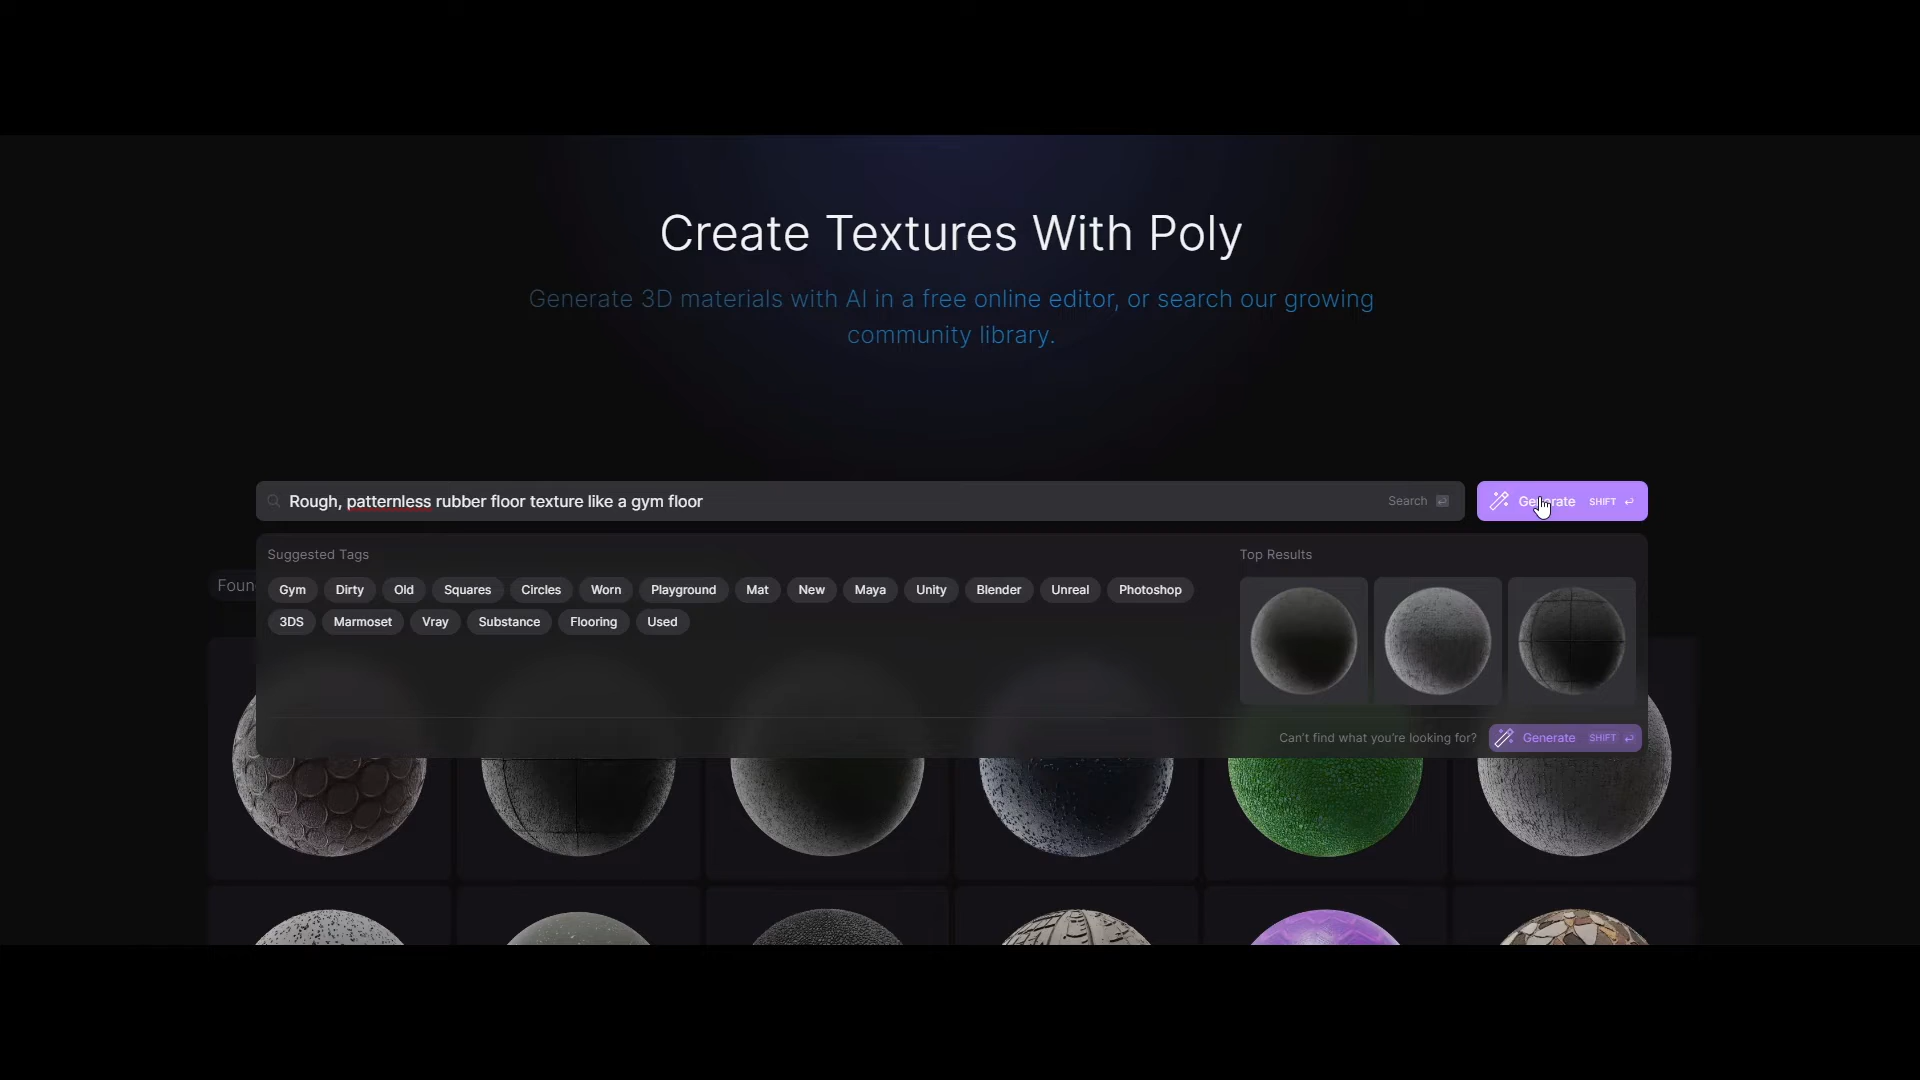 Create Textures With Poly
Generate 3D materials with AI in a free online editor, or search our growing
community library.
Rough, patternless rubber floor texture like a gym floor
Search
Generate SHIFT
Suggested Tags
Top Results
Gym Dirty Old Squares Circles Worn Playground Mat New Maya Unity Blender Unreal Photoshop
3DS Marmoset Vray Substance Flooring Used
Can't find what you're looking for? Generate SHIFT